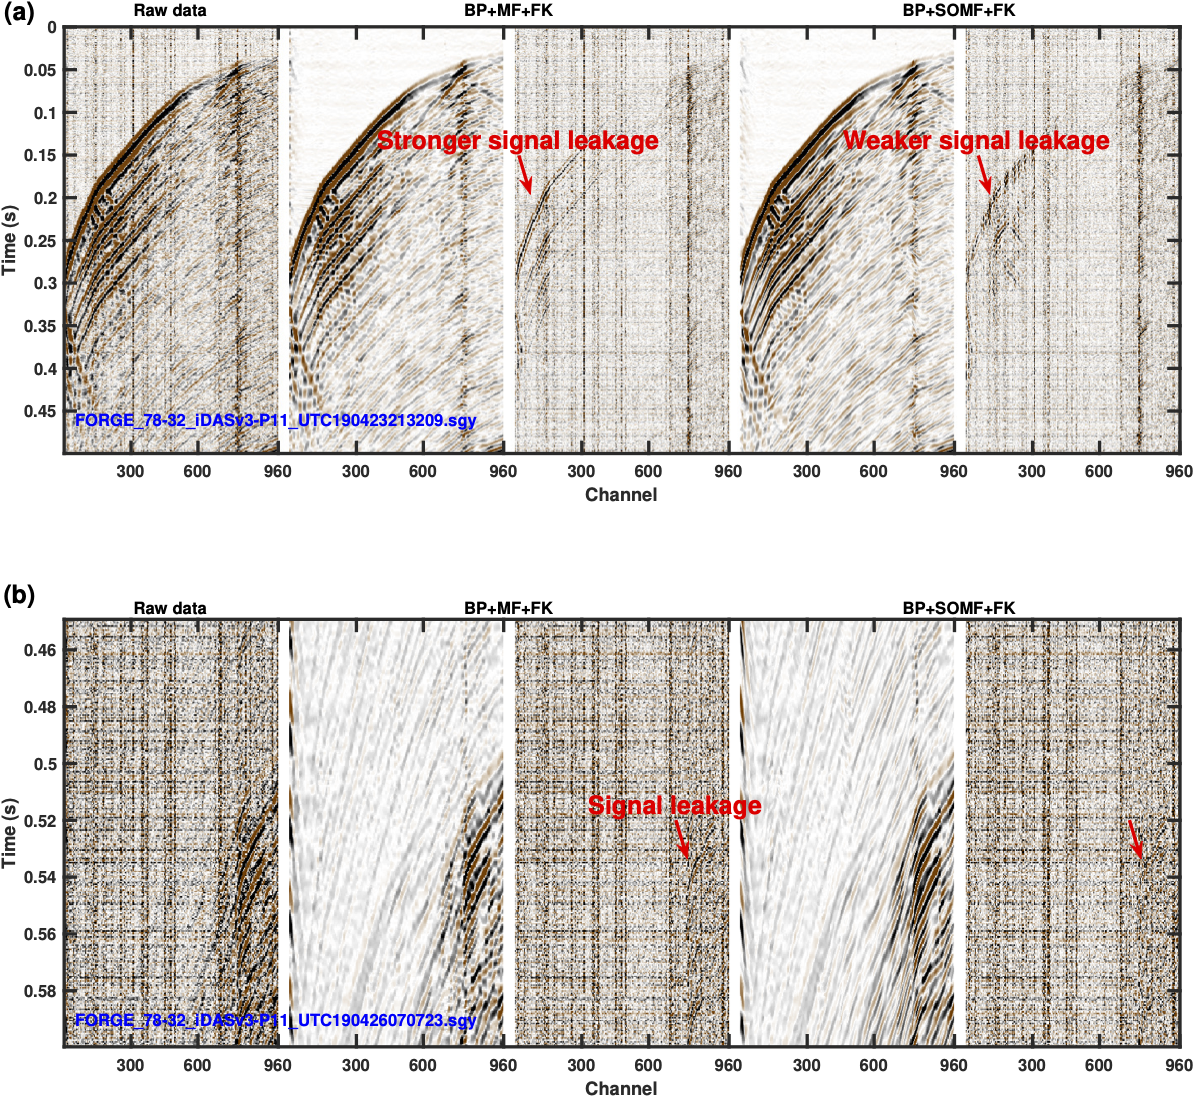 (a)
Raw data
BP+MF+FK
BP+SOMF+FK
0
0.05
0.1
0.15
0.2
0.25
0.3
0.35
0.4
0.45
Time (s)
Stronger signal leakage
Weaker signal leakage
FORGE_78-32_iDASv3-P11_UTC190423213209.sgy
300 600 960 300 600 960 300 600 960 300 600 960 300 600 960
Channel
(b)
Raw data
BP+MF+FK
BP+SOMF+FK
0.46
0.48
0.5
0.52
0.54
0.56
0.58
Time (s)
Signal leakage
FORGE_78-32_iDASv3-P11_UTC190426070723.sgy
300 600 960 300 600 960 300 600 960 300 600 960 300 600 960
Channel